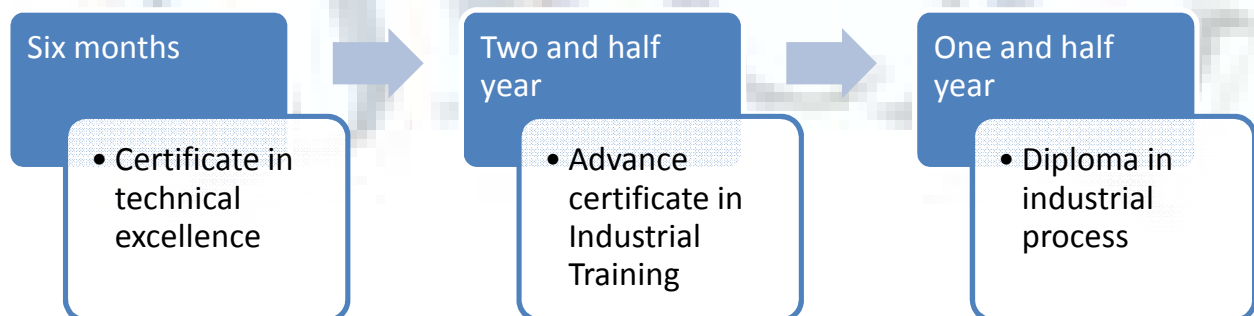 Six months
• Certificate in
technical
excellence
Two and half
year
• Advance
certificate in
Industrial
Training
One and half
year
• Diploma in
industrial
process